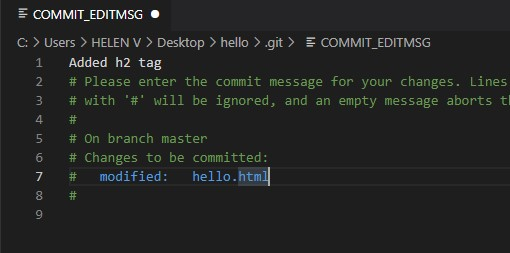 COMMIT_EDITMSG
C: > Users > HELEN V > Desktop > hello > .git > COMMIT_EDITMSG
1 Added h2 tag
2 # Please enter the commit message for your changes. Lines
3 # with '#' will be ignored, and an empty message aborts
4 #
5 # On branch master
6 # Changes to be committed:
7 #   modified:   hello.html
8 #
9